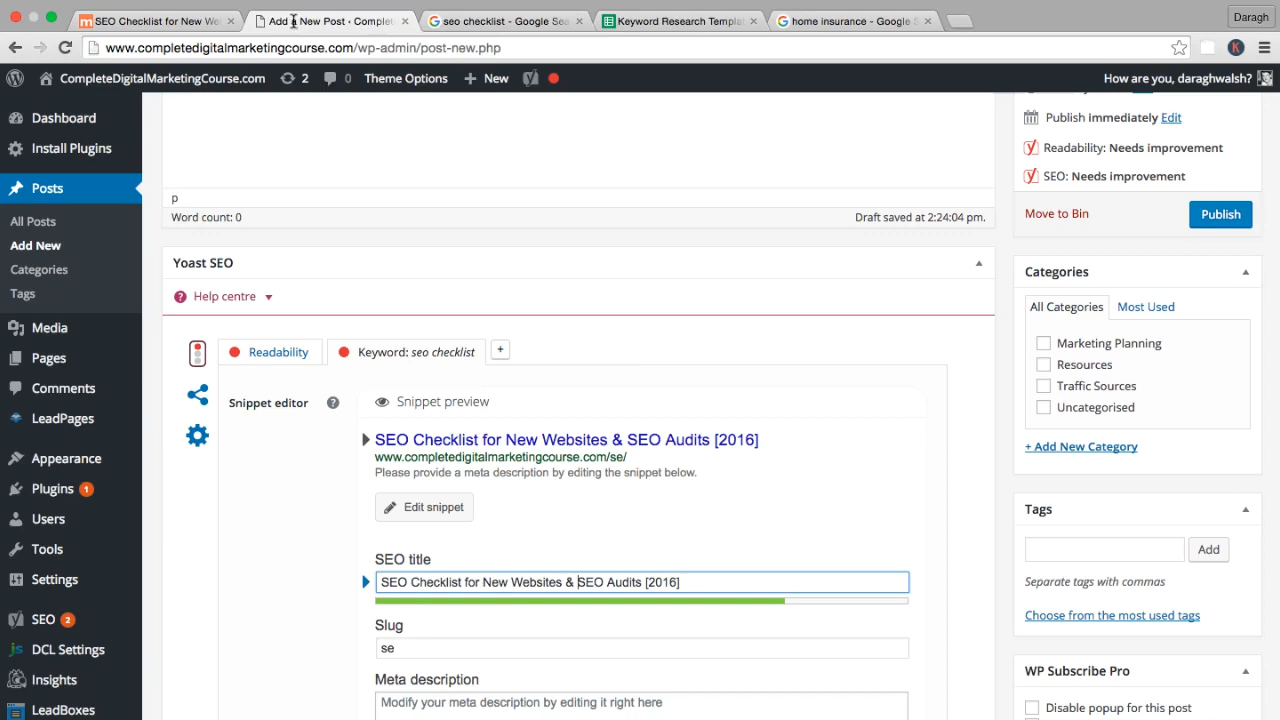 SEO Checklist for New We
Add a New Post ‹ Complet
seo checklist - Google Sea
Keyword Research Templat
home insurance - Google S
Daragh
www.completedigitalmarketingcourse.com/wp-admin/post-new.php
CompleteDigitalMarketingCourse.com
2
0
Theme Options
New
How are you, daraghwalsh?
Dashboard
Install Plugins
Posts
All Posts
Add New
Categories
Tags
Media
Pages
Comments
LeadPages
Appearance
Plugins 1
Users
Tools
Settings
SEO 2
DCL Settings
Insights
LeadBoxes
p
Word count: 0
Draft saved at 2:24:04 pm.
Yoast SEO
Help centre
Readability
Keyword: seo checklist
+
Snippet editor
Snippet preview
SEO Checklist for New Websites & SEO Audits [2016]
www.completedigitalmarketingcourse.com/se/
Please provide a meta description by editing the snippet below.
Edit snippet
SEO title
SEO Checklist for New Websites & SEO Audits [2016]
Slug
se
Meta description
Modify your meta description by editing it right here
Publish immediately Edit
Readability: Needs improvement
SEO: Needs improvement
Move to Bin
Publish
Categories
All Categories
Most Used
Marketing Planning
Resources
Traffic Sources
Uncategorised
+ Add New Category
Tags
Add
Separate tags with commas
Choose from the most used tags
WP Subscribe Pro
Disable popup for this post